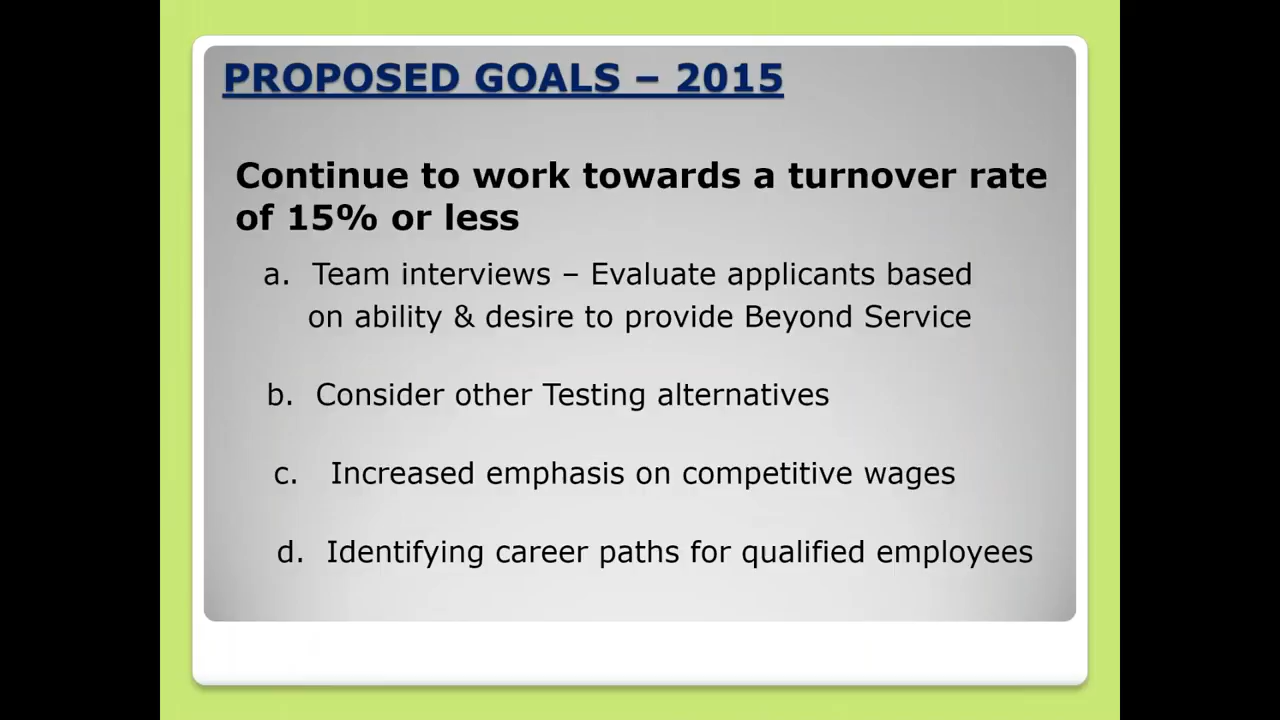 PROPOSED GOALS – 2015
Continue to work towards a turnover rate
of 15% or less
a. Team interviews – Evaluate applicants based
on ability & desire to provide Beyond Service
b. Consider other Testing alternatives
c. Increased emphasis on competitive wages
d. Identifying career paths for qualified employees